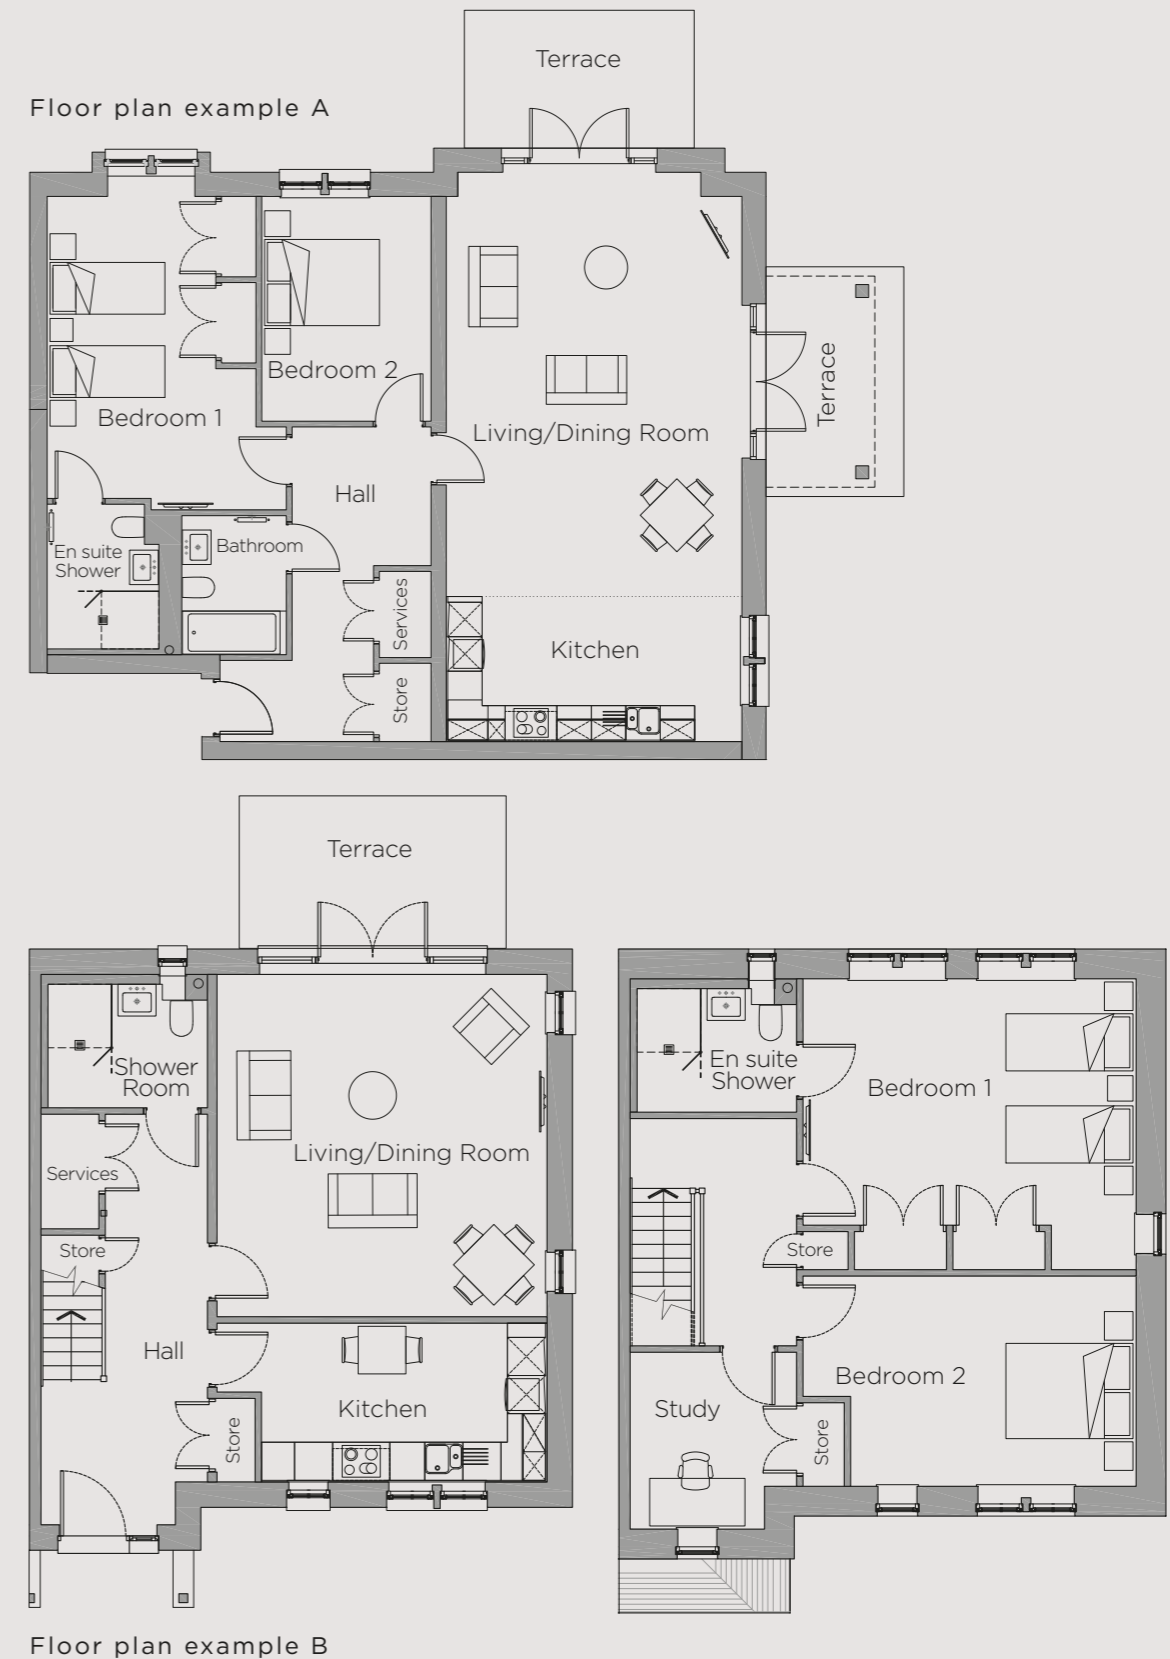 Terrace
Floor plan example A
Bedroom 2
Terrace
Bedroom 1
Living/Dining Room
Hall
En suite
Shower
Bathroom
Services
Kitchen
Store
Terrace
Shower
Room
En suite
Shower
Bedroom 1
Living/Dining Room
Services
Store
Store
Hall
Bedroom 2
Kitchen
Study
Store
Store
Floor plan example B